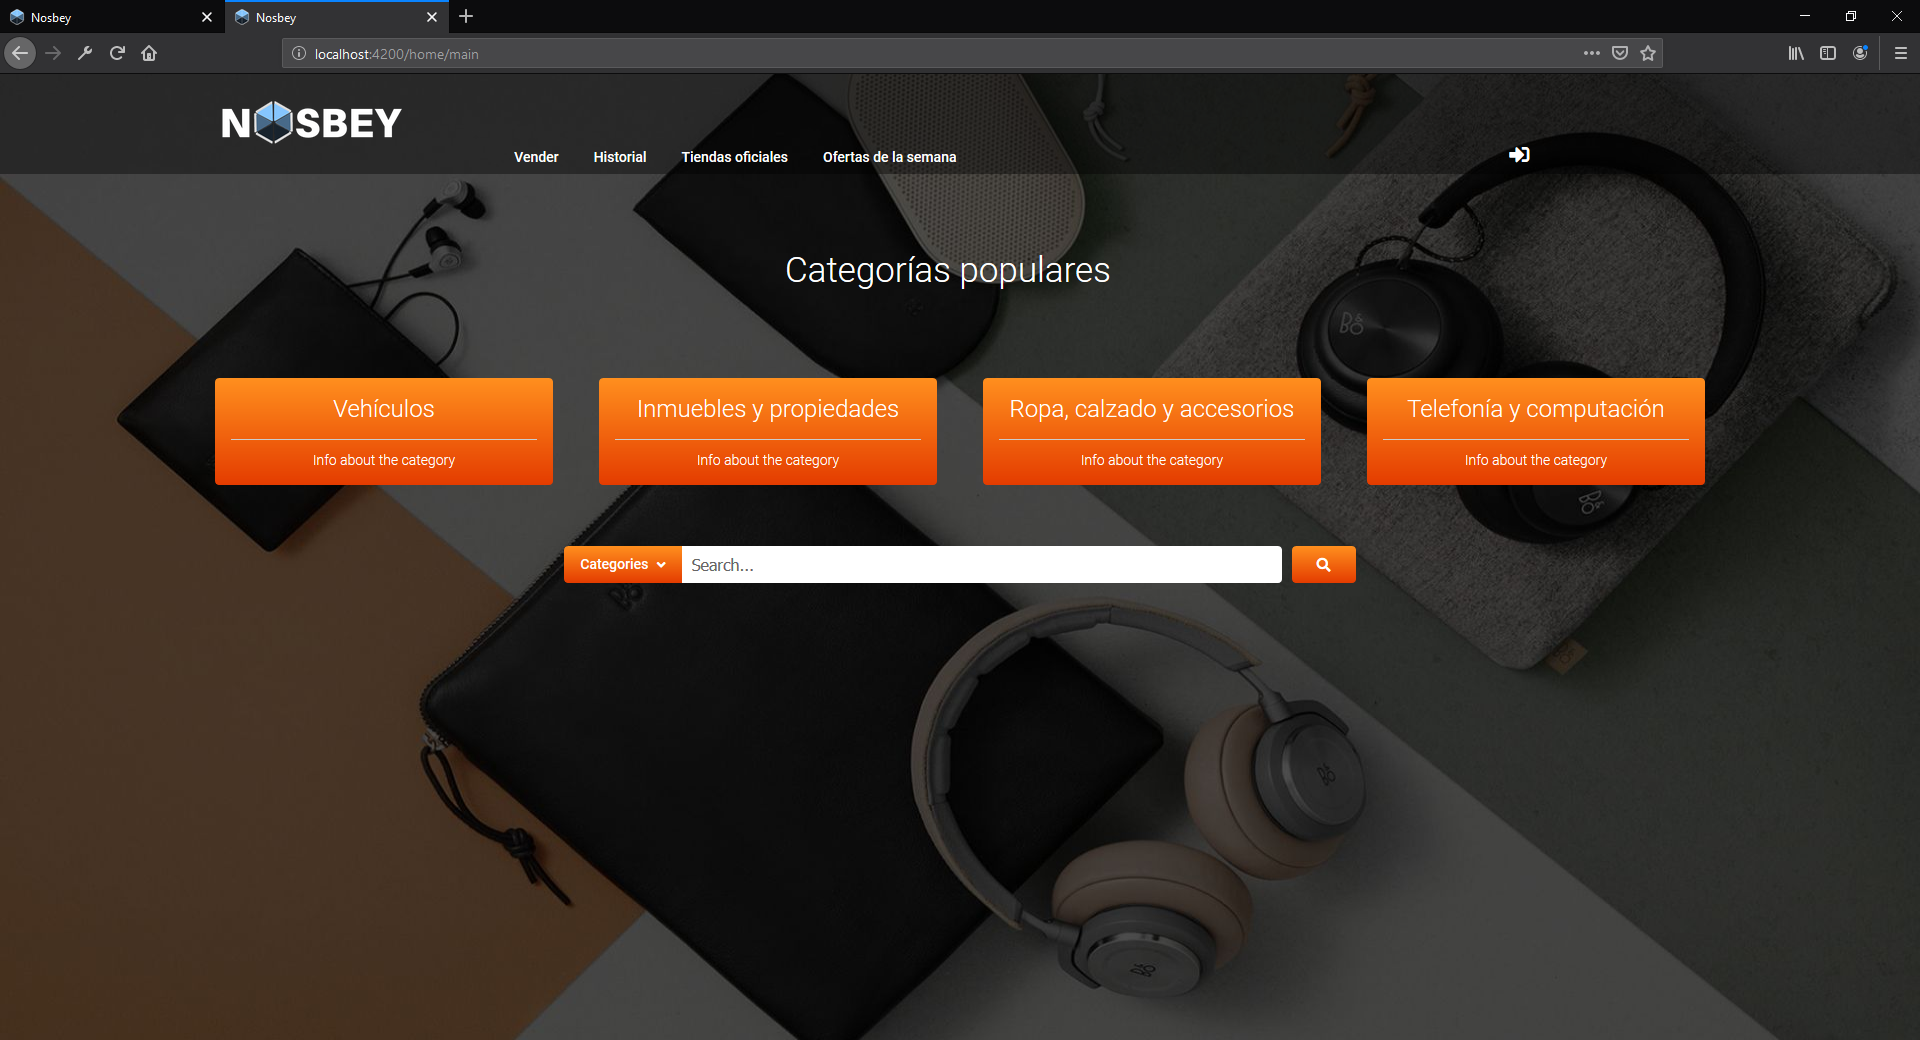 Nosbey
Nosbey
localhost:4200/home/main
NOSBEY
Vender
Historial
Tiendas oficiales
Ofertas de la semana
Categorías populares
Vehículos
Info about the category
Inmuebles y propiedades
Info about the category
Ropa, calzado y accesorios
Info about the category
Telefonía y computación
Info about the category
Categories
Search...
B&O
B&O
B&O
B&O
B&O